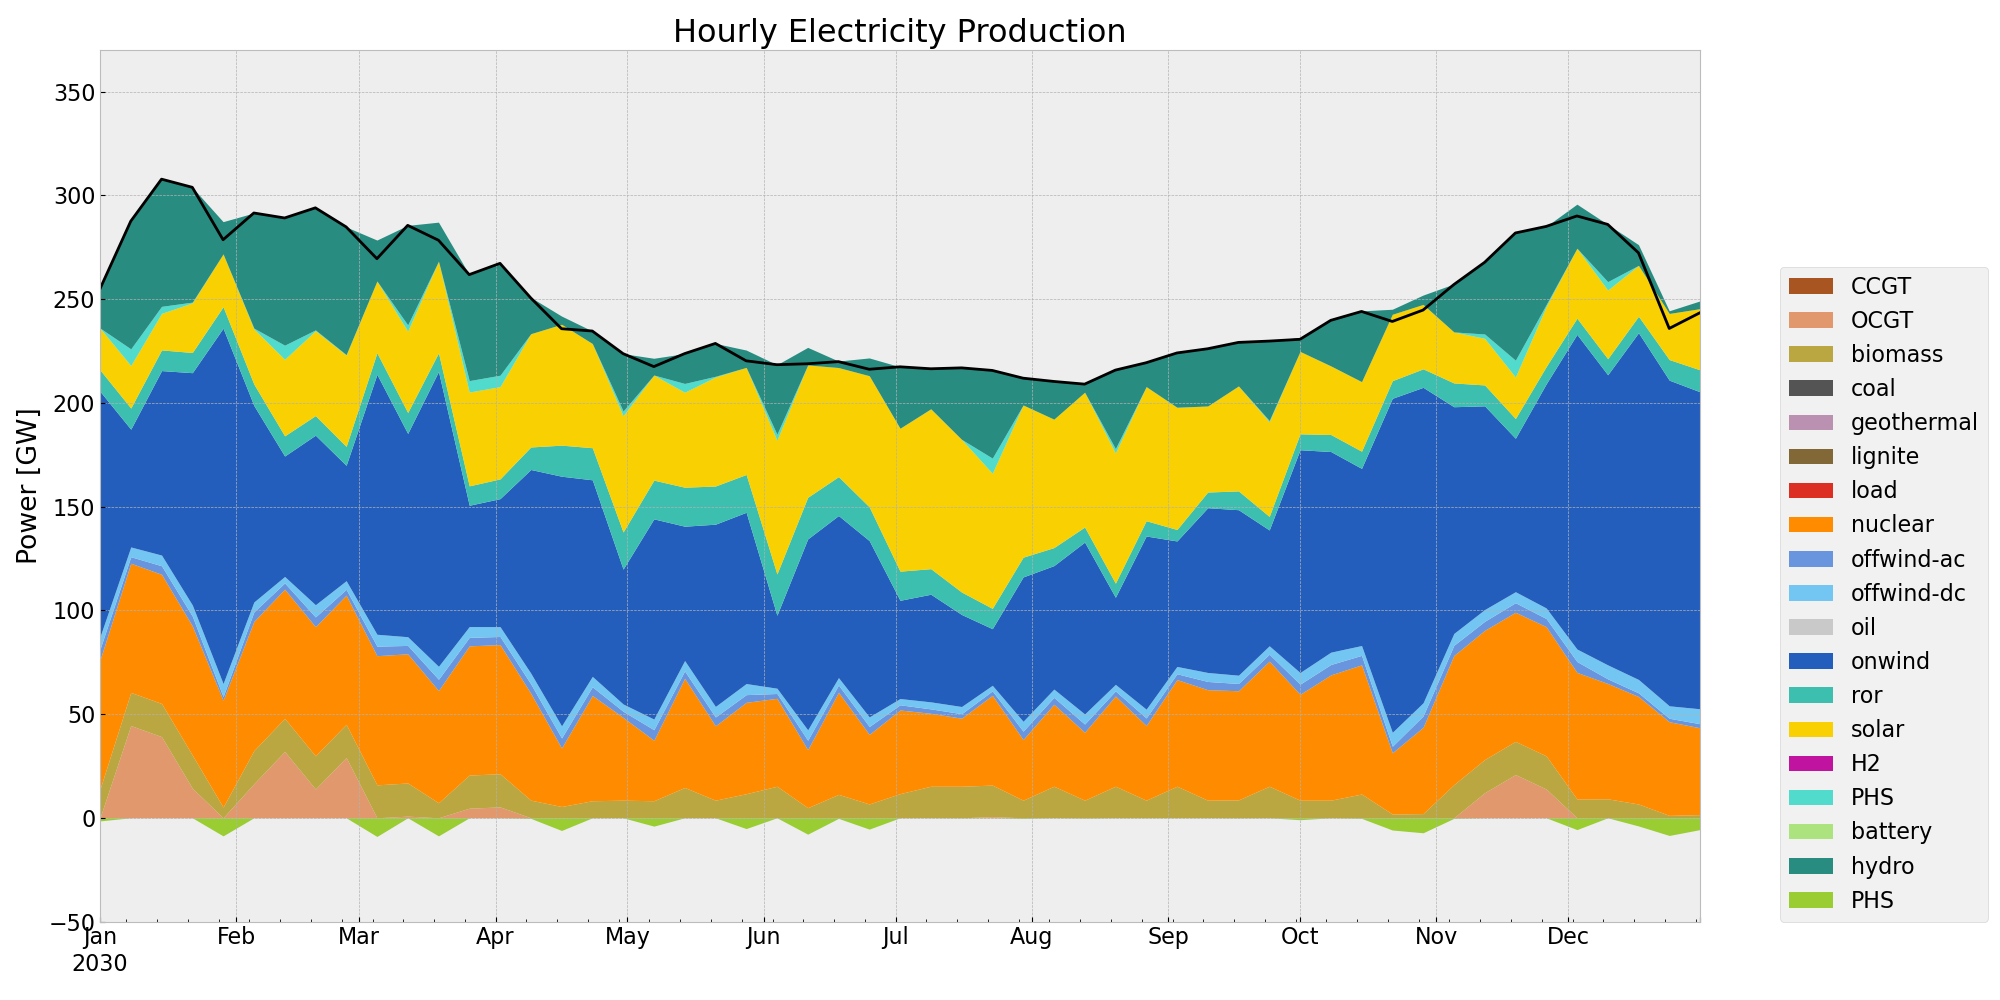 Hourly Electricity Production
Power [GW]
350
300
250
200
150
100
50
0
−50
Jan Feb Mar Apr May Jun Jul Aug Sep Oct Nov Dec
2030
CCGT
OCGT
biomass
coal
geothermal
lignite
load
nuclear
offwind-ac
offwind-dc
oil
onwind
ror
solar
H2
PHS
battery
hydro
PHS